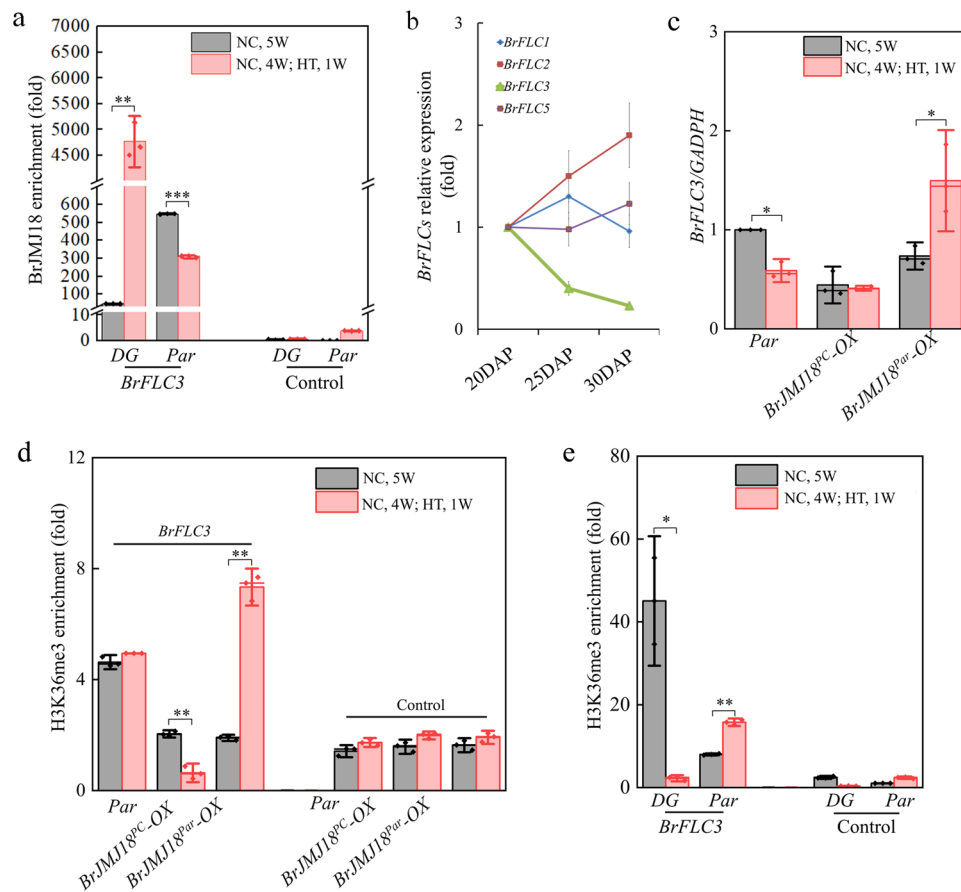 a
BrJMJ18 enrichment (fold)
7000
6500
6000
5500
5000
4500
600
500
400
300
200
100
10
0
NC, 5W
NC, 4W; HT, 1W
**
***
DG
Par
DG
Par
BrFLC3
Control
b
BrFLCs relative expression
(fold)
3
2
1
0
BrFLC1
BrFLC2
BrFLC3
BrFLC5
20DAP
25DAP
30DAP
c
BrFLC3/GADPH
3
2
1
0
NC, 5W
NC, 4W; HT, 1W
*
*
Par
BrJMJ18PC-OX
BrJMJ18Par-OX
d
H3K36me3 enrichment (fold)
12
8
4
0
NC, 5W
NC, 4W; HT, 1W
BrFLC3
**
**
Control
Par
BrJMJ18PC-OX
BrJMJ18Par-OX
Par
BrJMJ18PC-OX
BrJMJ18Par-OX
e
H3K36me3 enrichment (fold)
80
60
40
20
0
NC, 5W
NC, 4W; HT, 1W
*
**
DG
Par
DG
Par
BrFLC3
Control